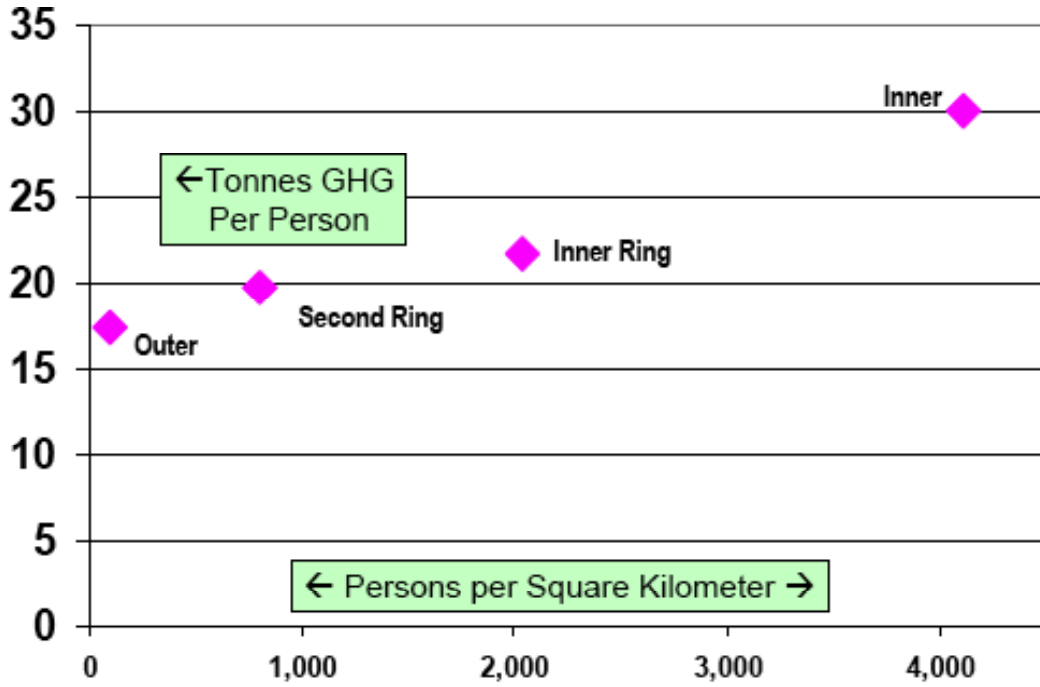 35
30
25
20
15
10
5
0
Inner
←Tonnes GHG
Per Person
Inner Ring
Second Ring
Outer
← Persons per Square Kilometer →
0 1,000 2,000 3,000 4,000